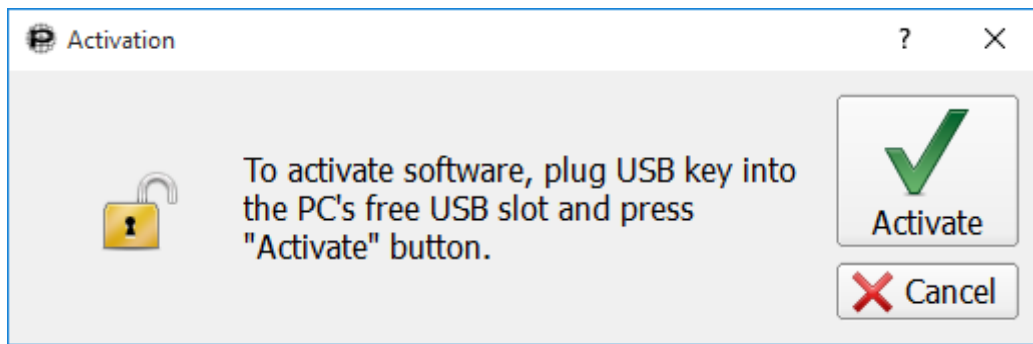 Activation
?
To activate software, plug USB key into
the PC's free USB slot and press
"Activate" button.
Activate
Cancel